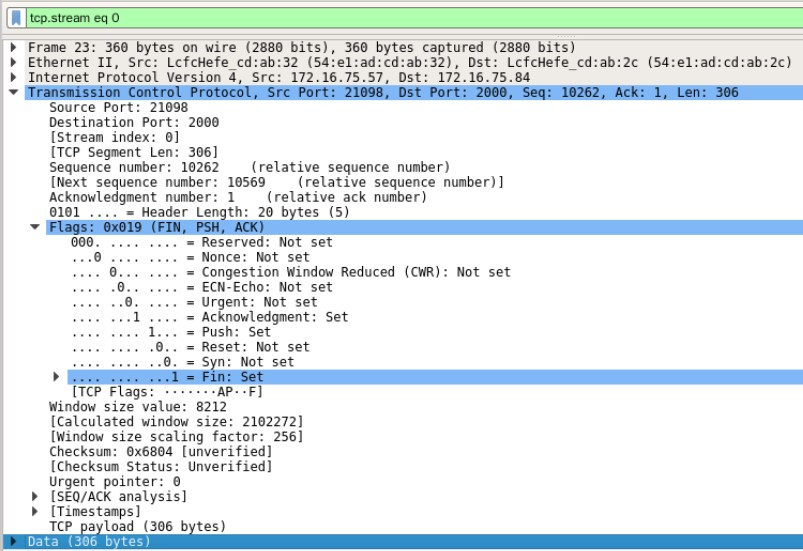 tcp.stream eq 0
Frame 23: 360 bytes on wire (2880 bits), 360 bytes captured (2880 bits)
Ethernet II, Src: LcfcHefe_cd:ab:32 (54:e1:ad:cd:ab:32), Dst: LcfcHefe_cd:ab:2c (54:e1:ad:cd:ab:2c)
Internet Protocol Version 4, Src: 172.16.75.57, Dst: 172.16.75.84
Transmission Control Protocol, Src Port: 21098, Dst Port: 2000, Seq: 10262, Ack: 1, Len: 306
Source Port: 21098
Destination Port: 2000
[Stream index: 0]
[TCP Segment Len: 306]
Sequence number: 10262    (relative sequence number)
[Next sequence number: 10569    (relative sequence number)]
Acknowledgment number: 1    (relative ack number)
0101 .... = Header Length: 20 bytes (5)
Flags: 0x019 (FIN, PSH, ACK)
000. .... .... = Reserved: Not set
...0 .... .... = Nonce: Not set
.... 0... .... = Congestion Window Reduced (CWR): Not set
.... .0.. .... = ECN-Echo: Not set
.... ..0. .... = Urgent: Not set
.... ...1 .... = Acknowledgment: Set
.... .... 1... = Push: Set
.... .... .0.. = Reset: Not set
.... .... ..0. = Syn: Not set
.... .... ...1 = Fin: Set
[TCP Flags: ·······AP··F]
Window size value: 8212
[Calculated window size: 2102272]
[Window size scaling factor: 256]
Checksum: 0x6804 [unverified]
[Checksum Status: Unverified]
Urgent pointer: 0
[SEQ/ACK analysis]
[Timestamps]
TCP payload (306 bytes)
Data (306 bytes)